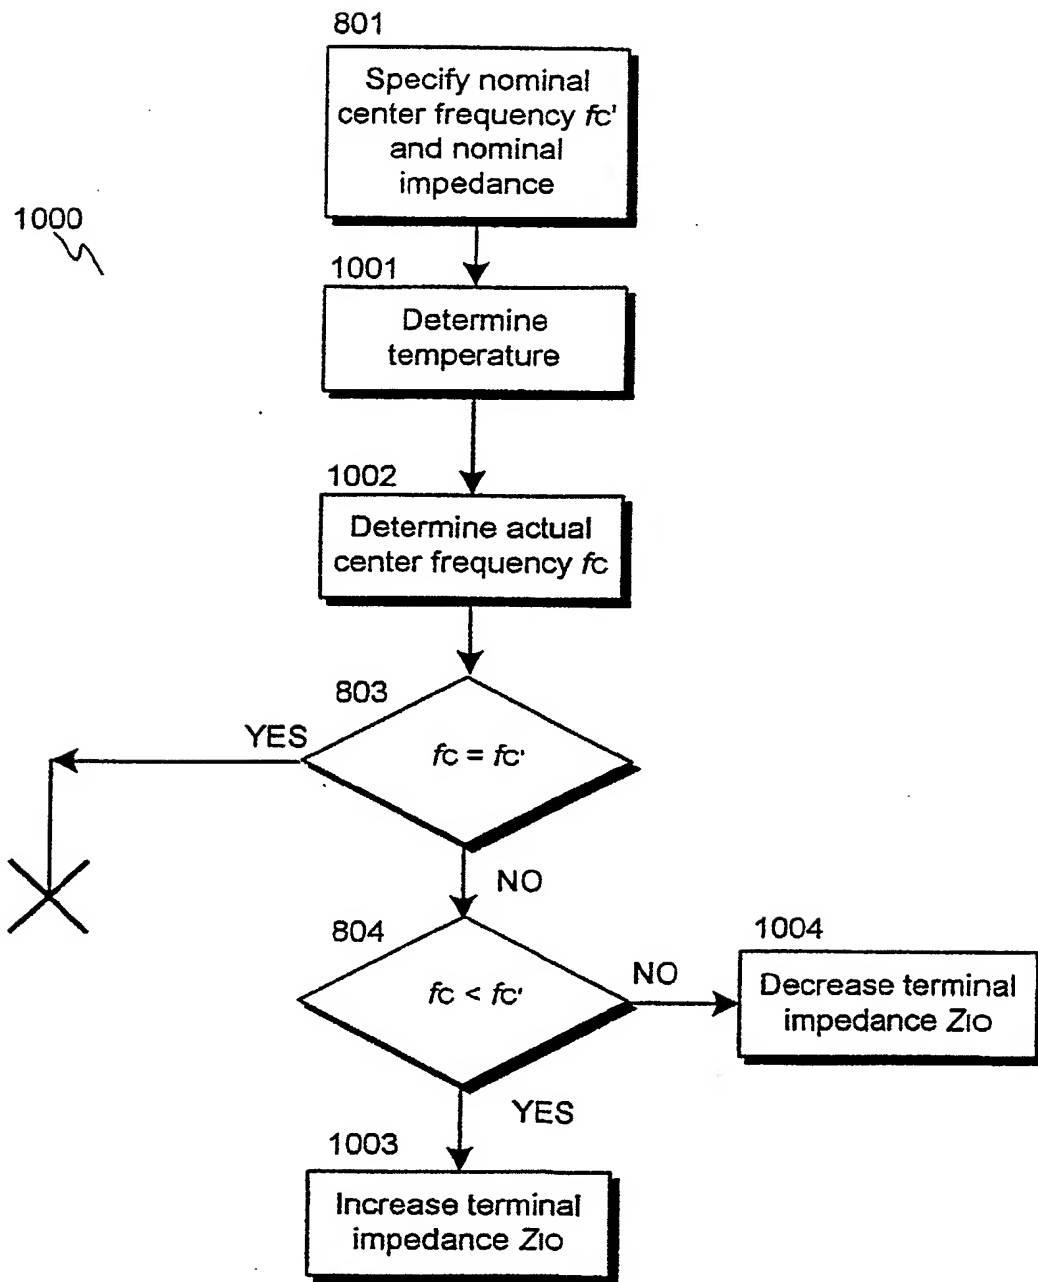 801
Specify nominal
center frequency fc'
and nominal
impedance
1000
1001
Determine
temperature
1002
Determine actual
center frequency fc
803
YES
fc = fc'
NO
804
fc < fc'
NO
1004
Decrease terminal
impedance ZIO
YES
1003
Increase terminal
impedance ZIO